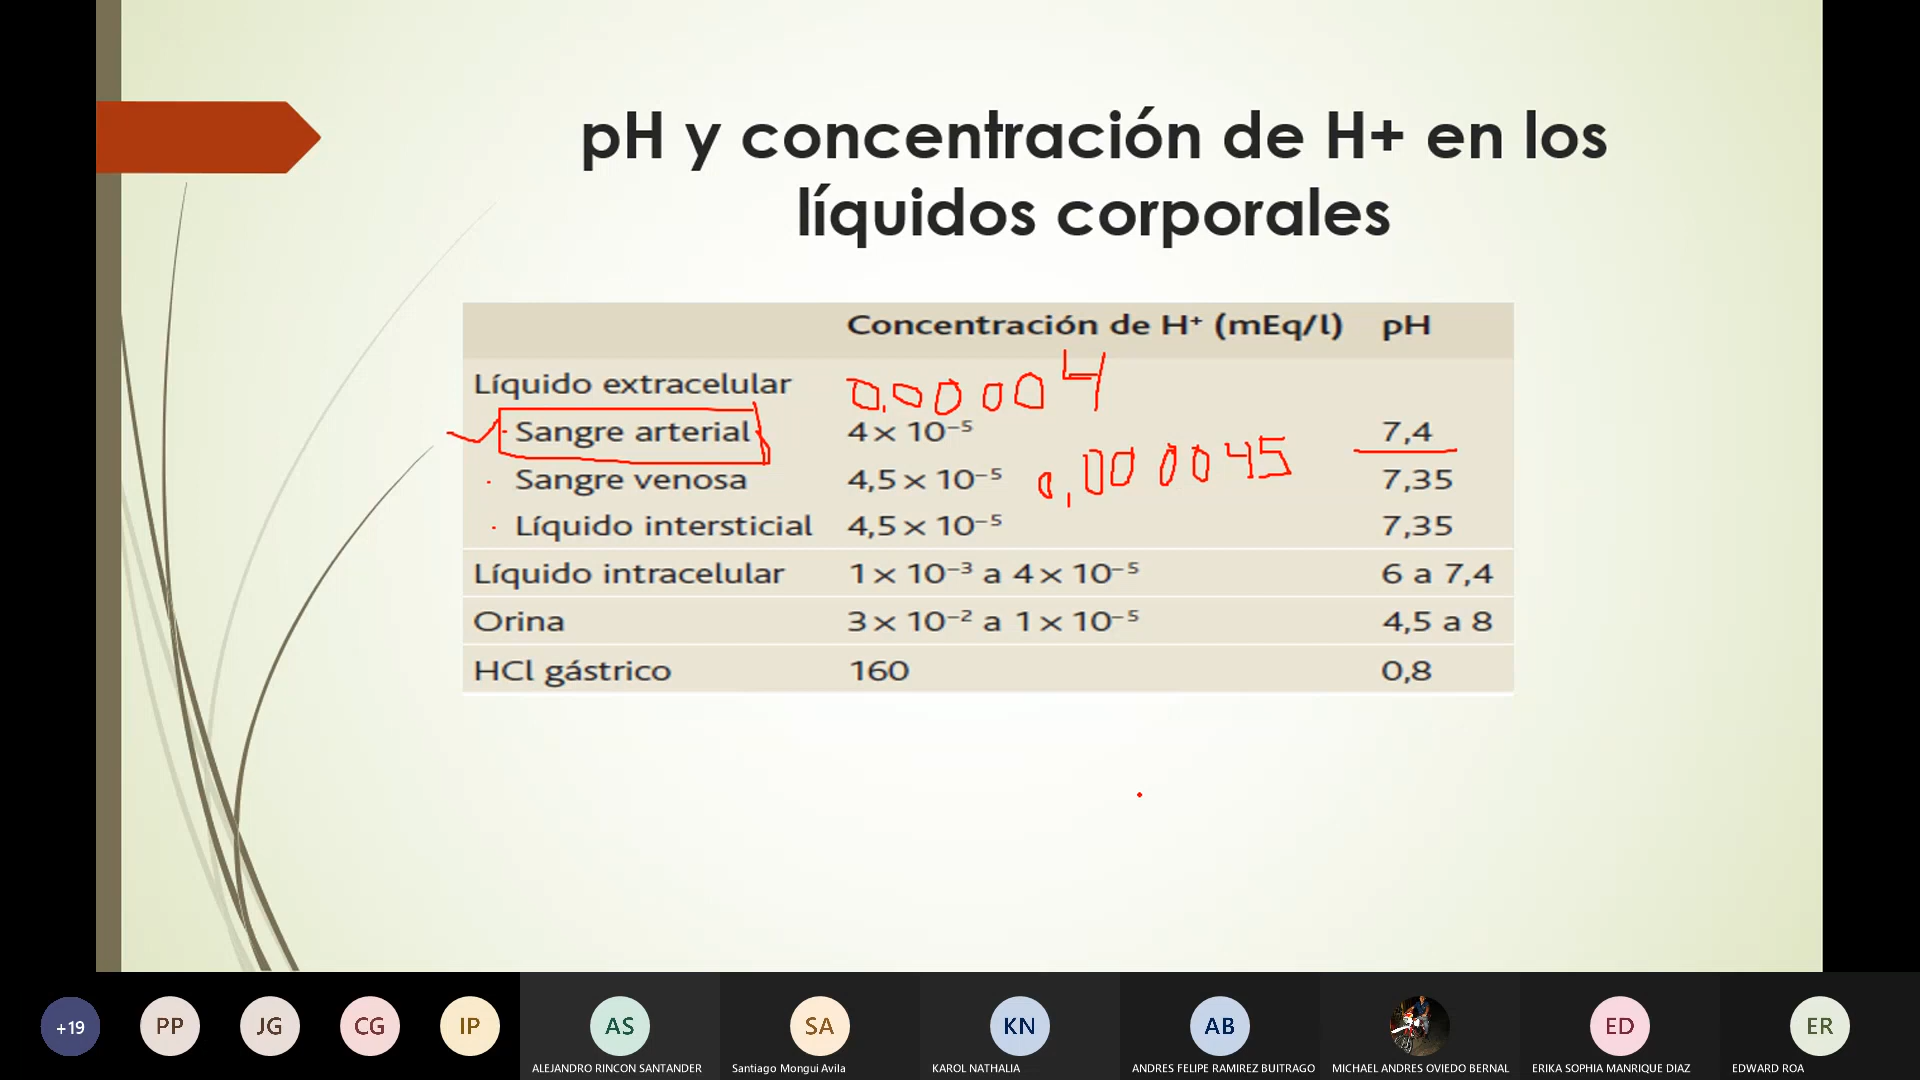 pH y concentración de H+ en los
líquidos corporales
Concentración de H⁺ (mEq/l) pH
Líquido extracelular 0,00004
Sangre arterial 4 x 10⁻⁵ 7,4
Sangre venosa 4,5 x 10⁻⁵ 0,000045 7,35
Líquido intersticial 4,5 x 10⁻⁵ 7,35
Líquido intracelular 1 x 10⁻³ a 4 x 10⁻⁵ 6 a 7,4
Orina 3 x 10⁻² a 1 x 10⁻⁵ 4,5 a 8
HCl gástrico 160 0,8
+19 PP JG CG IP AS SA KN AB ED ER
ALEJANDRO RINCON SANTANDER Santiago Mongui Avila KAROL NATHALIA ANDRES FELIPE RAMIREZ BUITRAGO MICHAEL ANDRES OVIEDO BERNAL ERIKA SOPHIA MANRIQUE DIAZ EDWARD ROA